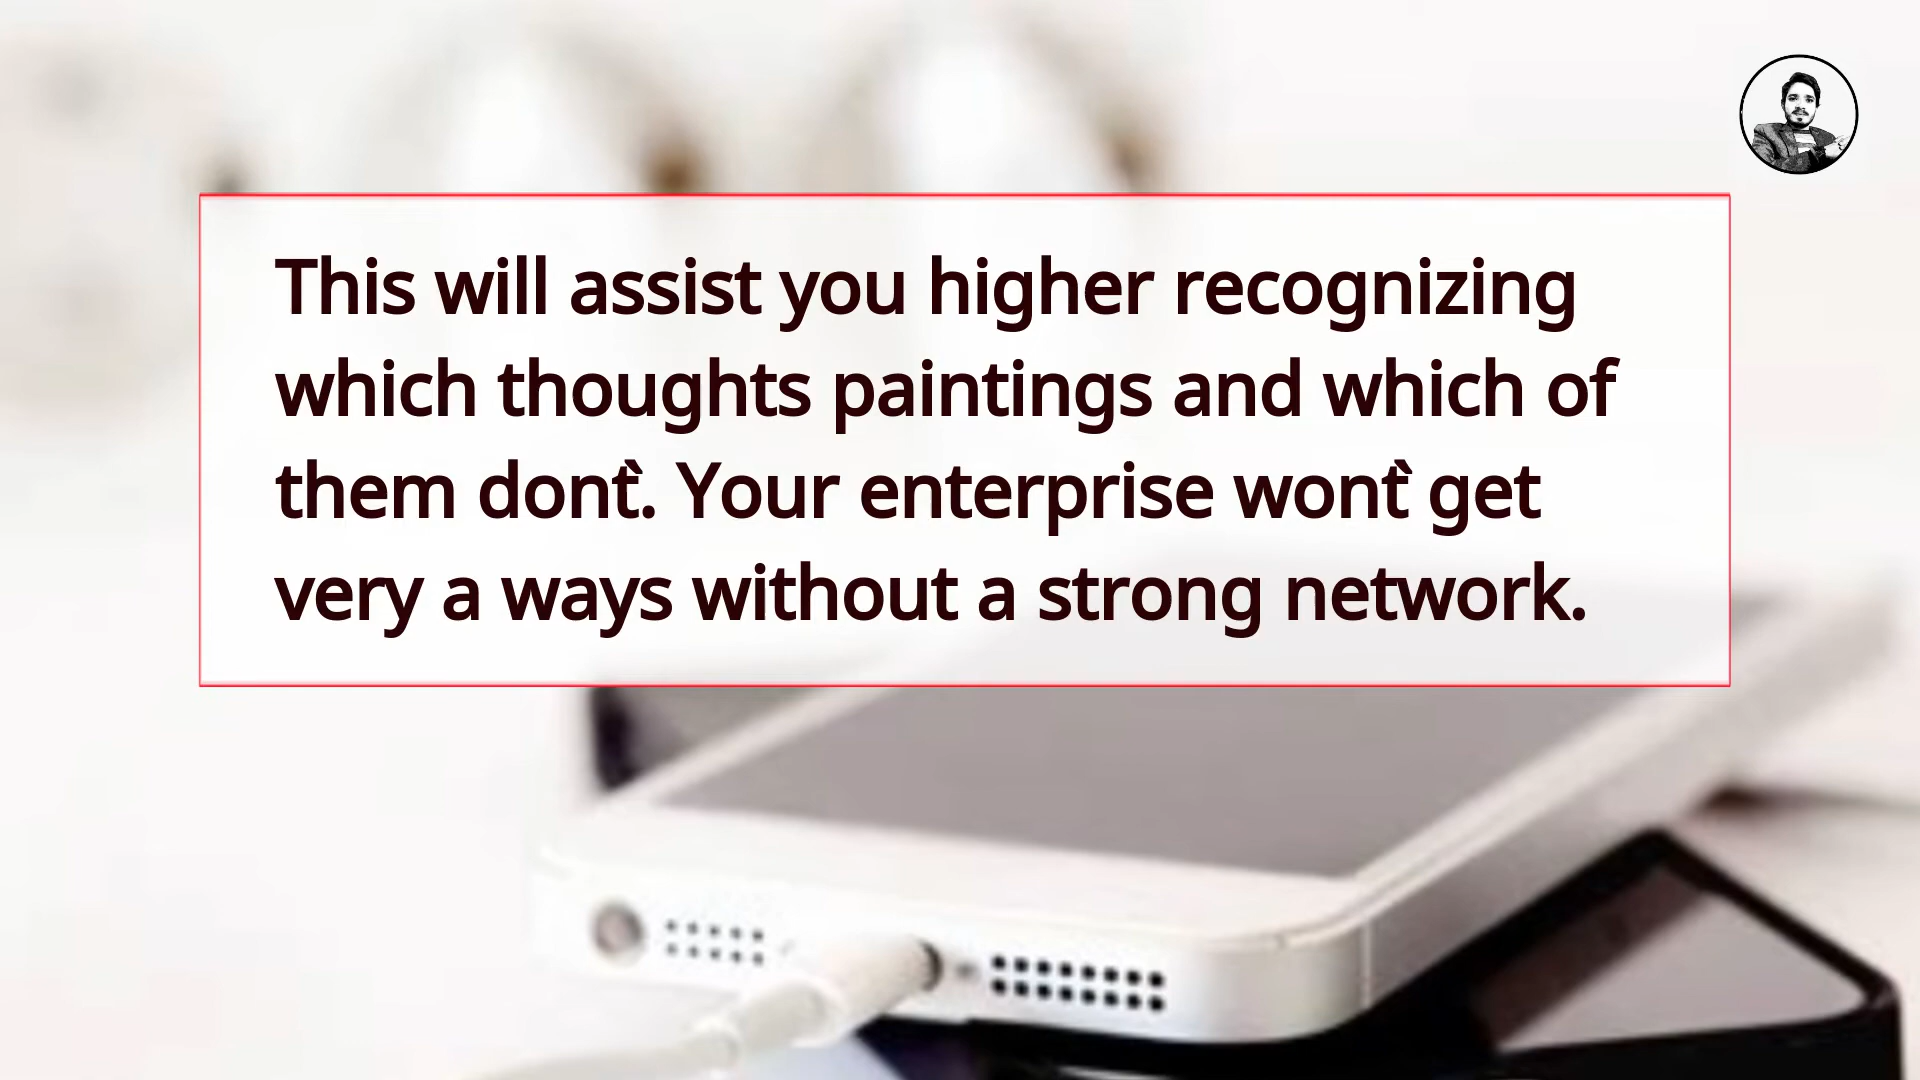 This will assist you higher recognizing
which thoughts paintings and which of
them dont̀. Your enterprise wont̀ get
very a ways without a strong network.